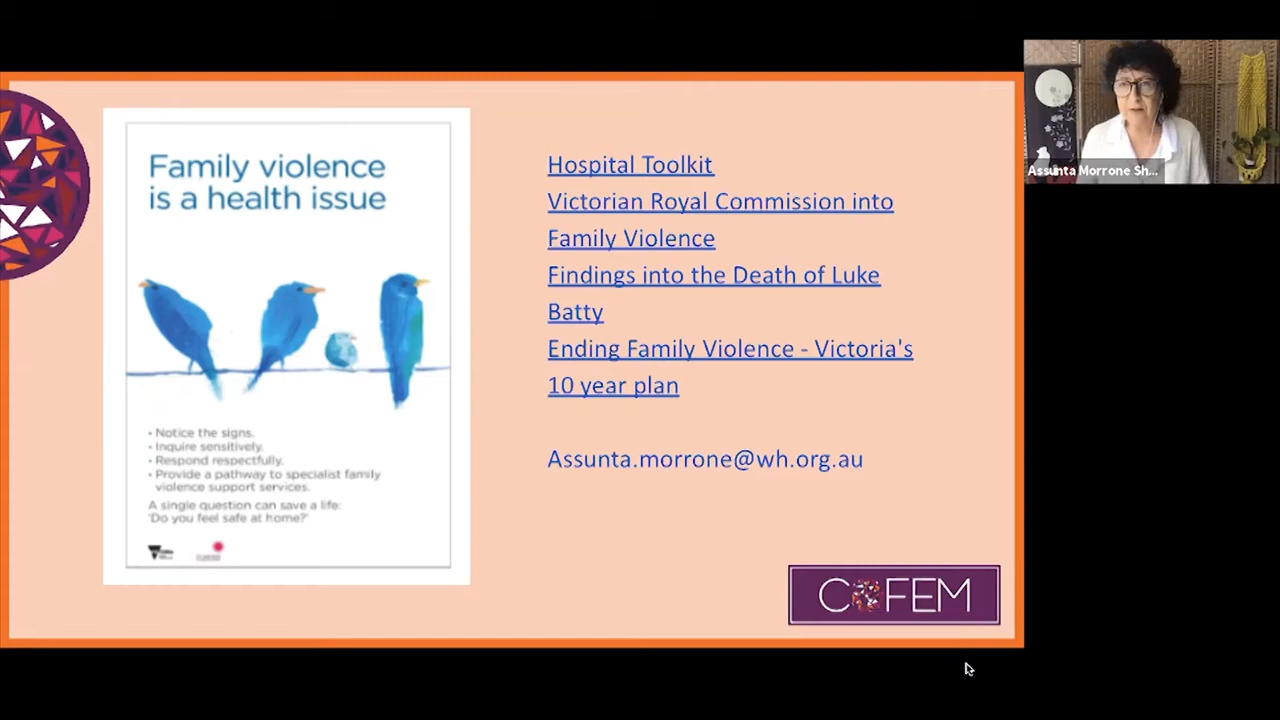 Family violence
is a health issue
• Notice the signs.
• Inquire sensitively.
• Respond respectfully.
• Provide a pathway to specialist family
violence support services.
A single question can save a life:
'Do you feel safe at home?'
Hospital Toolkit
Victorian Royal Commission into
Family Violence
Findings into the Death of Luke
Batty
Ending Family Violence - Victoria's
10 year plan
Assunta.morrone@wh.org.au
COFEM
Assunta Morrone Sh...